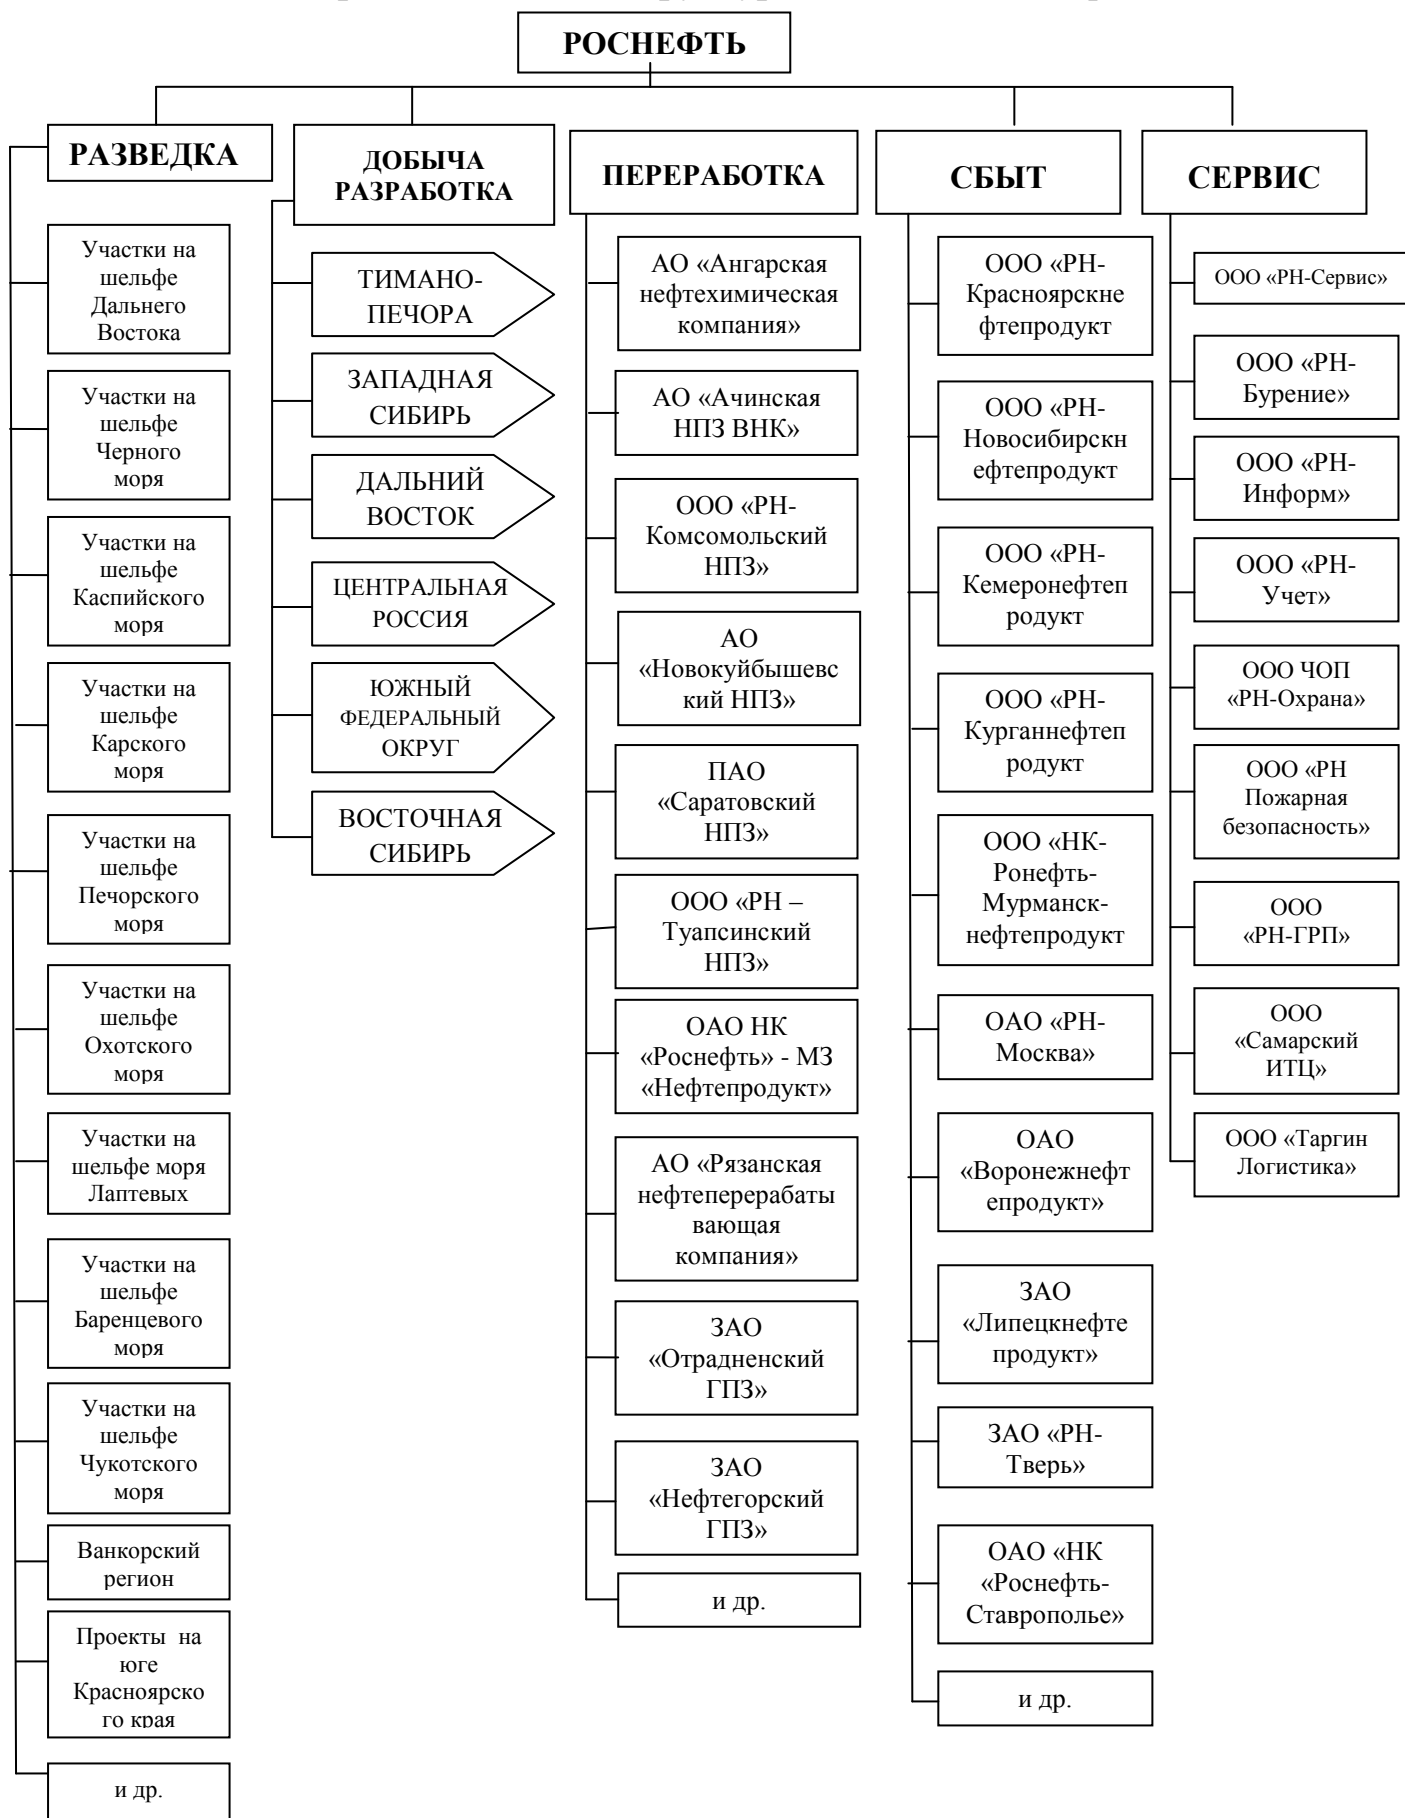 РОСНЕФТЬ
РАЗВЕДКА
Участки на
шельфе
Дальнего
Востока
Участки на
шельфе
Черного
моря
Участки на
шельфе
Каспийского
моря
Участки на
шельфе
Карского
моря
Участки на
шельфе
Печорского
моря
Участки на
шельфе
Охотского
моря
Участки на
шельфе моря
Лаптевых
Участки на
шельфе
Баренцевого
моря
Участки на
шельфе
Чукотского
моря
Ванкорский
регион
Проекты на
юге
Красноярско
го края
и др.
ДОБЫЧА
РАЗРАБОТКА
ТИМАНО-
ПЕЧОРА
ЗАПАДНАЯ
СИБИРЬ
ДАЛЬНИЙ
ВОСТОК
ЦЕНТРАЛЬНАЯ
РОССИЯ
ЮЖНЫЙ
ФЕДЕРАЛЬНЫЙ
ОКРУГ
ВОСТОЧНАЯ
СИБИРЬ
ПЕРЕРАБОТКА
АО «Ангарская
нефтехимическая
компания»
АО «Ачинская
НПЗ ВНК»
ООО «РН-
Комсомольский
НПЗ»
АО
«Новокуйбышевс
кий НПЗ»
ПАО
«Саратовский
НПЗ»
ООО «РН –
Туапсинский
НПЗ»
ОАО НК
«Роснефть» - МЗ
«Нефтепродукт»
АО «Рязанская
нефтеперерабаты
вающая
компания»
ЗАО
«Отрадненский
ГПЗ»
ЗАО
«Нефтегорский
ГПЗ»
и др.
СБЫТ
ООО «РН-
Красноярскне
фтепродукт
ООО «РН-
Новосибирскн
ефтепродукт
ООО «РН-
Кемеронефтеп
родукт
ООО «РН-
Курганнефтеп
родукт
ООО «НК-
Ронефть-
Мурманск-
нефтепродукт
ОАО «РН-
Москва»
ОАО
«Воронежнефт
епродукт»
ЗАО
«Липецкнефте
продукт»
ЗАО «РН-
Тверь»
ОАО «НК
«Роснефть-
Ставрополье»
и др.
СЕРВИС
ООО «РН-Сервис»
ООО «РН-
Бурение»
ООО «РН-
Информ»
ООО «РН-
Учет»
ООО ЧОП
«РН-Охрана»
ООО «РН
Пожарная
безопасность»
ООО
«РН-ГРП»
ООО
«Самарский
ИТЦ»
ООО «Таргин
Логистика»